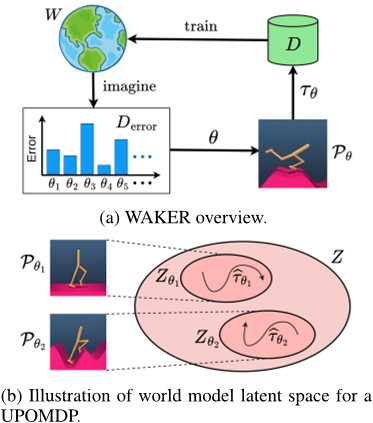 W
train
D
imagine
τθ
Error
D_error
θ1 θ2 θ3 θ4 θ5 ...
...
θ
Pθ
(a) WAKER overview.
Pθ1
Zθ1
τ̂θ1
Z
Pθ2
Zθ2
τ̂θ2
(b) Illustration of world model latent space for a
UPOMDP.